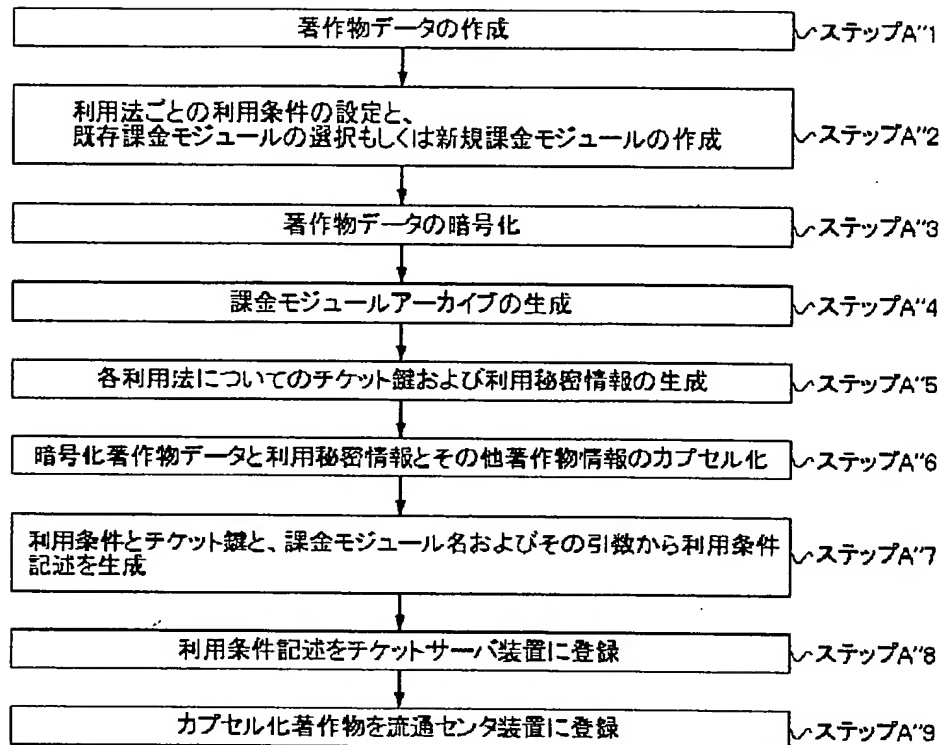 著作物データの作成 ステップA"1
利用法ごとの利用条件の設定と、
既存課金モジュールの選択もしくは新規課金モジュールの作成 ステップA"2
著作物データの暗号化 ステップA"3
課金モジュールアーカイブの生成 ステップA"4
各利用法についてのチケット鍵および利用秘密情報の生成 ステップA"5
暗号化著作物データと利用秘密情報とその他著作物情報のカプセル化 ステップA"6
利用条件とチケット鍵と、課金モジュール名およびその引数から利用条件
記述を生成 ステップA"7
利用条件記述をチケットサーバ装置に登録 ステップA"8
カプセル化著作物を流通センタ装置に登録 ステップA"9